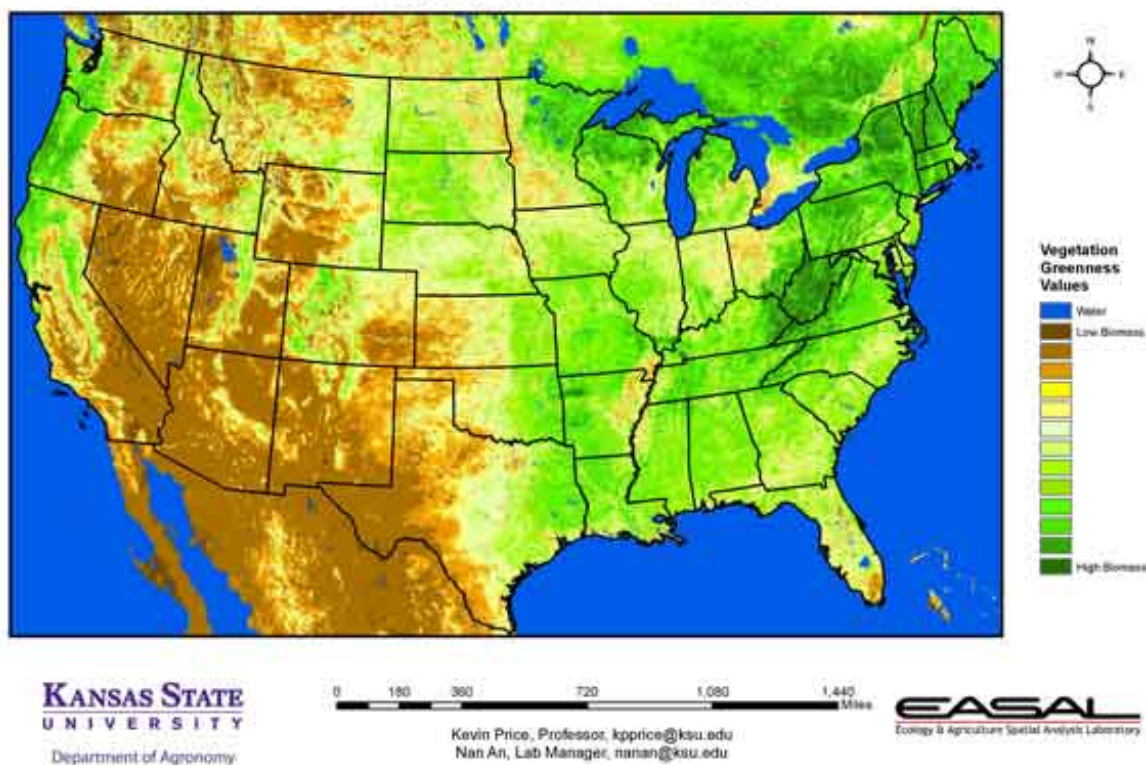 N
W
E
S
Vegetation
Greenness
Values
Water
Low Biomass
High Biomass
KANSAS STATE
UNIVERSITY
Department of Agronomy
0 180 360 720 1,080 1,440
Miles
Kevin Price, Professor, kpprice@ksu.edu
Nan An, Lab Manager, nanan@ksu.edu
EASAL
Ecology & Agriculture Spatial Analysis Laboratory